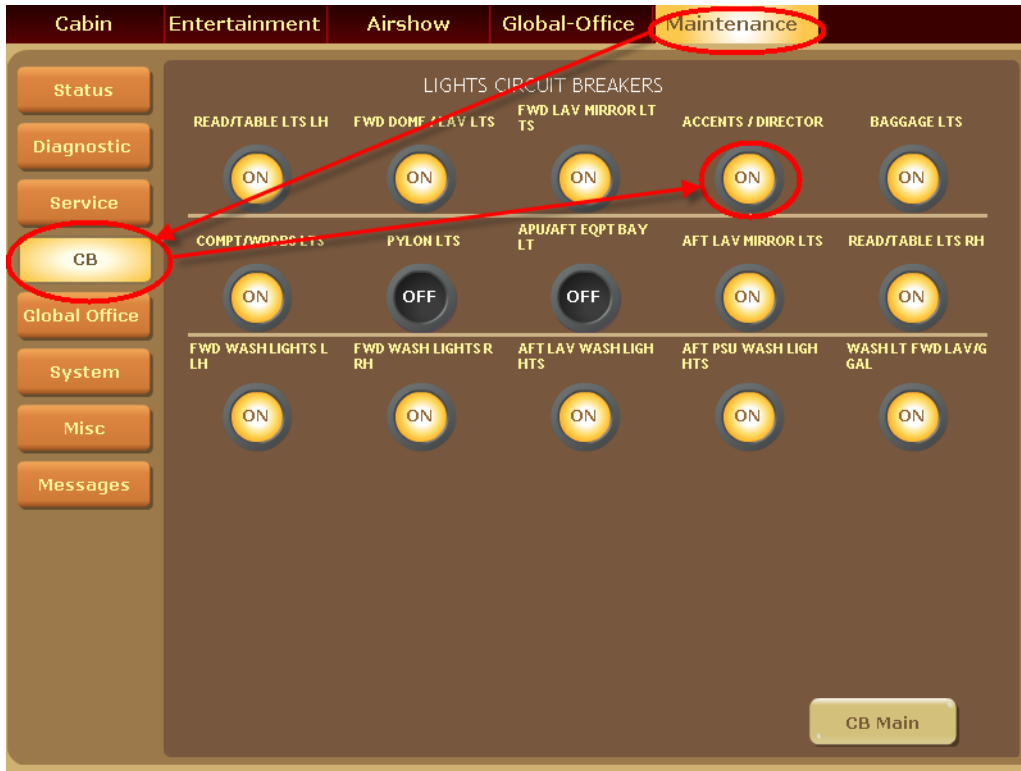 Cabin Entertainment Airshow Global-Office Maintenance
Status
Diagnostic
Service
CB
Global Office
System
Misc
Messages
LIGHTS CIRCUIT BREAKERS
READ/TABLE LTS LH
FWD DOME / LAV LTS
FWD LAV MIRROR LT
TS
ACCENTS / DIRECTOR
BAGGAGE LTS
ON ON ON ON ON
COMPT/WRDBS LTS
PYLON LTS
APU/AFT EQPT BAY
LT
AFT LAV MIRROR LTS
READ/TABLE LTS RH
ON OFF OFF ON ON
FWD WASH LIGHTS L
LH
FWD WASH LIGHTS R
RH
AFT LAV WASH LIGH
HTS
AFT PSU WASH LIGH
HTS
WASH LT FWD LAV/G
GAL
ON ON ON ON ON
CB Main